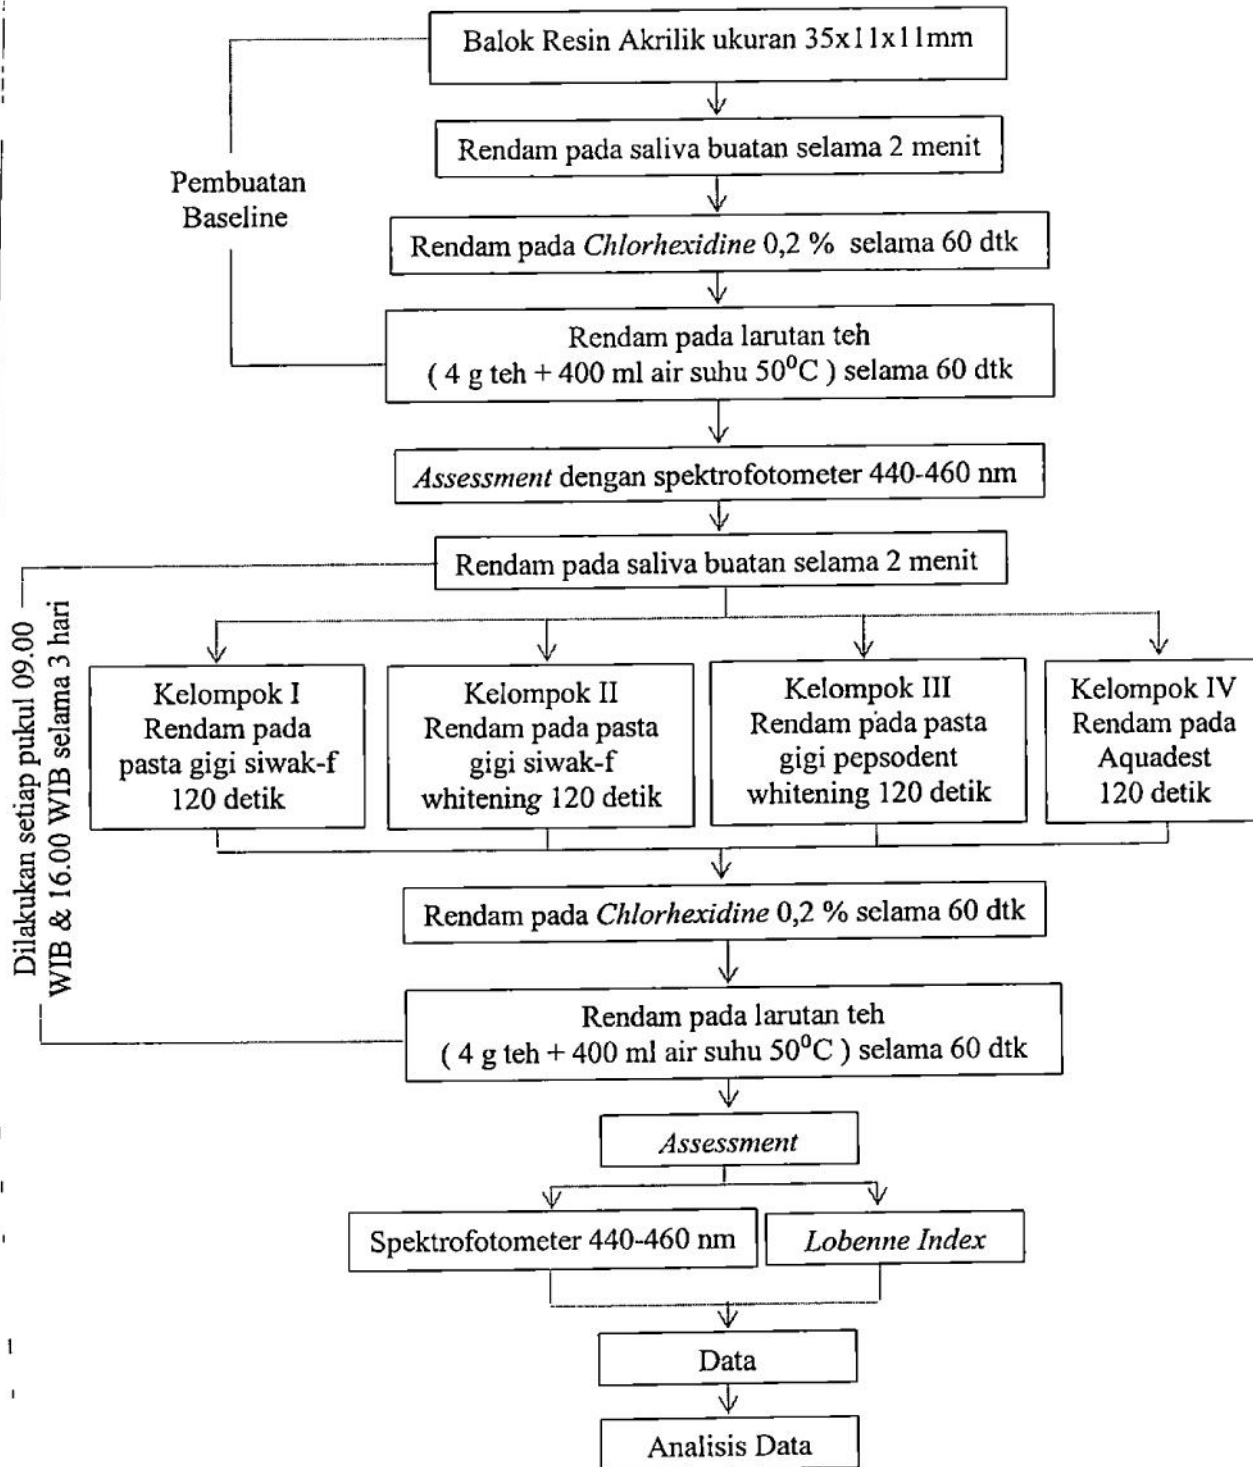 Balok Resin Akrilik ukuran 35x11x11mm
Rendam pada saliva buatan selama 2 menit
Pembuatan
Baseline
Rendam pada Chlorhexidine 0,2 % selama 60 dtk
Rendam pada larutan teh
( 4 g teh + 400 ml air suhu 50⁰C ) selama 60 dtk
Assessment dengan spektrofotometer 440-460 nm
Rendam pada saliva buatan selama 2 menit
Dilakukan setiap pukul 09.00
WIB & 16.00 WIB selama 3 hari
Kelompok I
Rendam pada
pasta gigi siwak-f
120 detik
Kelompok II
Rendam pada pasta
gigi siwak-f
whitening 120 detik
Kelompok III
Rendam pada pasta
gigi pepsodent
whitening 120 detik
Kelompok IV
Rendam pada
Aquadest
120 detik
Rendam pada Chlorhexidine 0,2 % selama 60 dtk
Rendam pada larutan teh
( 4 g teh + 400 ml air suhu 50⁰C ) selama 60 dtk
Assessment
Spektrofotometer 440-460 nm
Lobenne Index
Data
Analisis Data